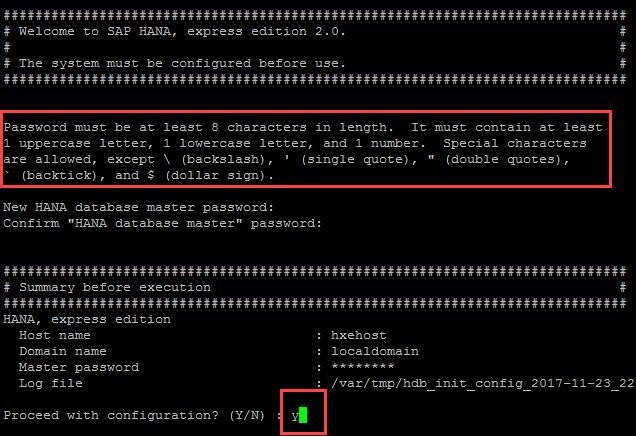 ##############################################################################
# Welcome to SAP HANA, express edition 2.0. #
# #
# The system must be configured before use. #
##############################################################################
Password must be at least 8 characters in length. It must contain at least
1 uppercase letter, 1 lowercase letter, and 1 number. Special characters
are allowed, except \ (backslash), ' (single quote), " (double quotes),
` (backtick), and $ (dollar sign).
New HANA database master password:
Confirm "HANA database master" password:
##############################################################################
# Summary before execution #
##############################################################################
HANA, express edition
Host name : hxehost
Domain name : localdomain
Master password : ********
Log file : /var/tmp/hdb_init_config_2017-11-23_22
Proceed with configuration? (Y/N) : y